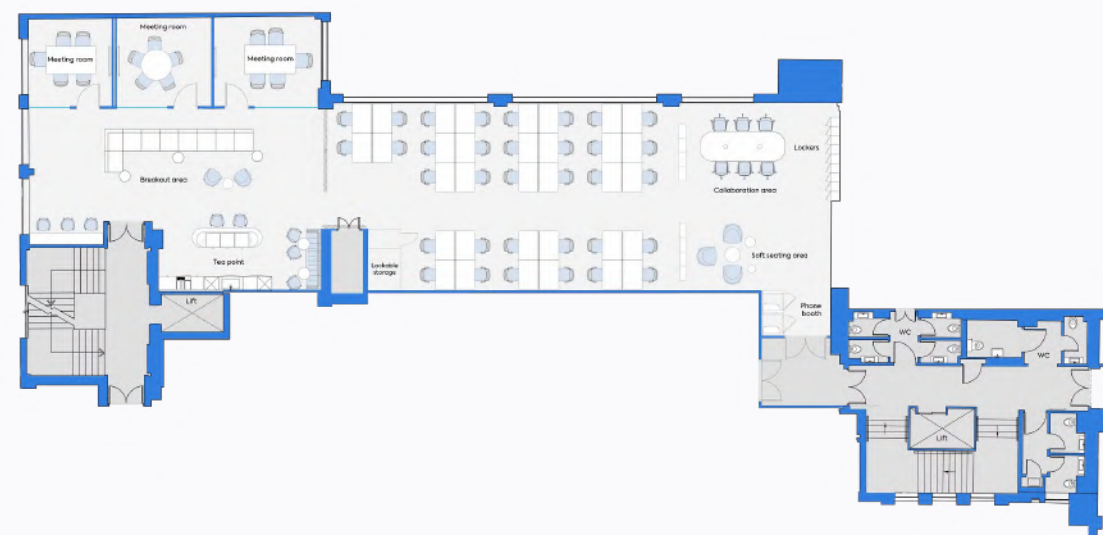 Meeting room
Meeting room
Meeting room
Breakout area
Tea point
Lift
Lockable
storage
Lockers
Collaboration area
Soft seating area
Phone
booth
WC
WC
Lift